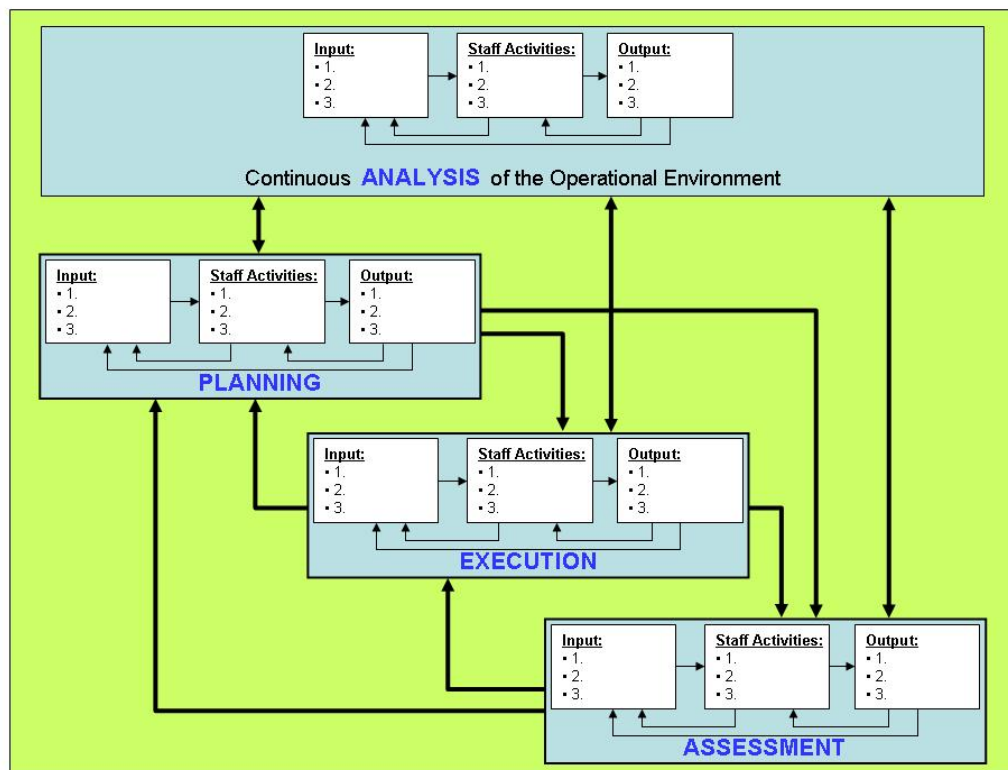 Input:
▪ 1.
▪ 2.
▪ 3.
Staff Activities:
▪ 1.
▪ 2.
▪ 3.
Output:
▪ 1.
▪ 2.
▪ 3.
Continuous ANALYSIS of the Operational Environment
Input:
▪ 1.
▪ 2.
▪ 3.
Staff Activities:
▪ 1.
▪ 2.
▪ 3.
Output:
▪ 1.
▪ 2.
▪ 3.
PLANNING
Input:
▪ 1.
▪ 2.
▪ 3.
Staff Activities:
▪ 1.
▪ 2.
▪ 3.
Output:
▪ 1.
▪ 2.
▪ 3.
EXECUTION
Input:
▪ 1.
▪ 2.
▪ 3.
Staff Activities:
▪ 1.
▪ 2.
▪ 3.
Output:
▪ 1.
▪ 2.
▪ 3.
ASSESSMENT